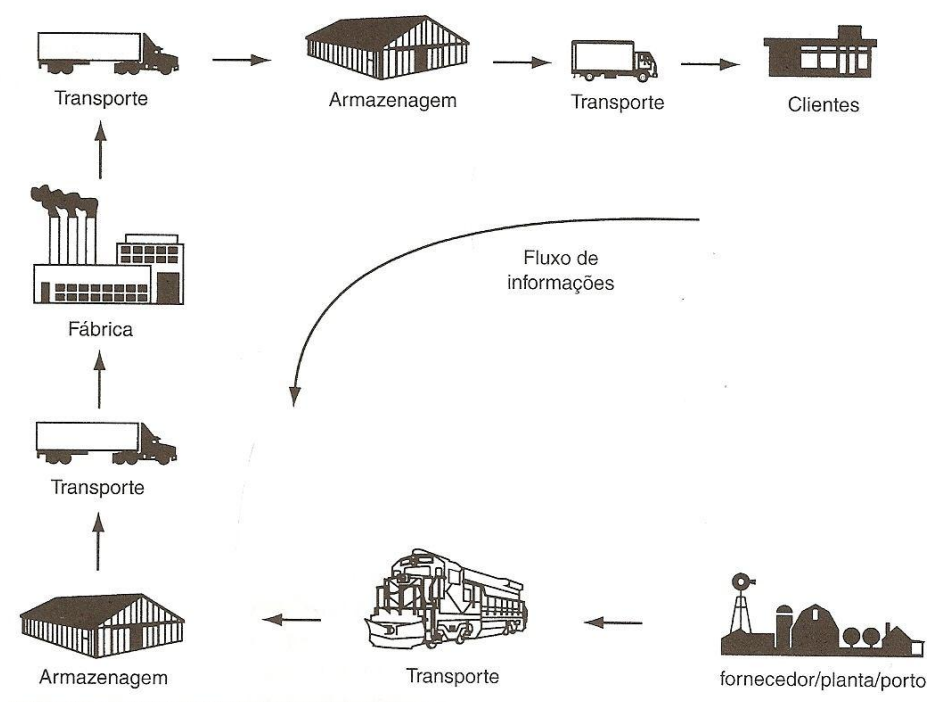 Transporte
Armazenagem
Transporte
Clientes
Fluxo de
informações
Fábrica
Transporte
Armazenagem
Transporte
fornecedor/planta/porto